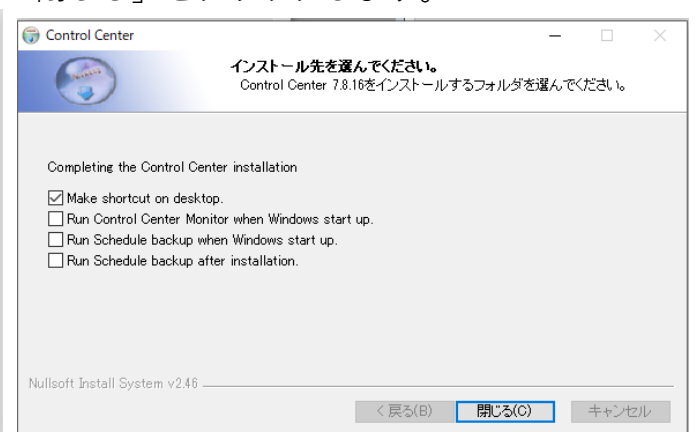 Control Center
インストール先を選んでください。
Control Center 7.8.16をインストールするフォルダを選んでください。
Completing the Control Center installation
Make shortcut on desktop.
Run Control Center Monitor when Windows start up.
Run Schedule backup when Windows start up.
Run Schedule backup after installation.
Nullsoft Install System v2.46
< 戻る(B) 閉じる(C) キャンセル